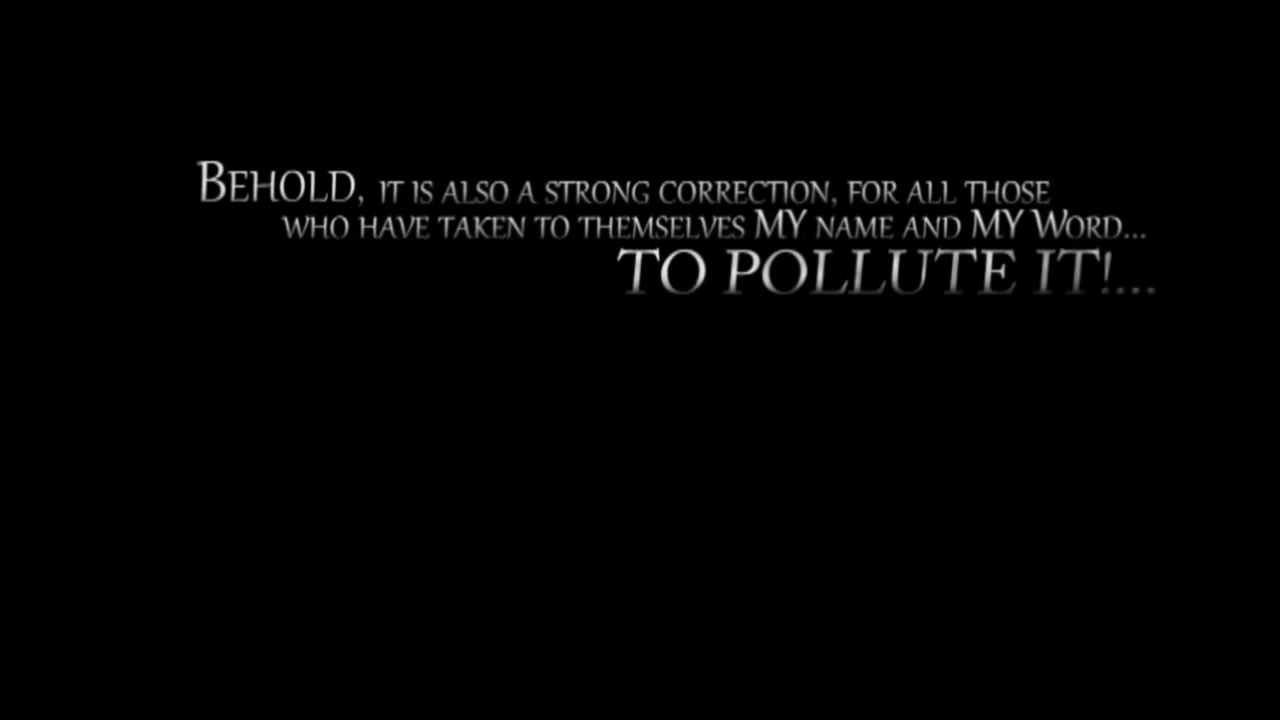 Behold, it is also a strong correction, for all those
who have taken to themselves MY name and MY Word...
TO POLLUTE IT!...